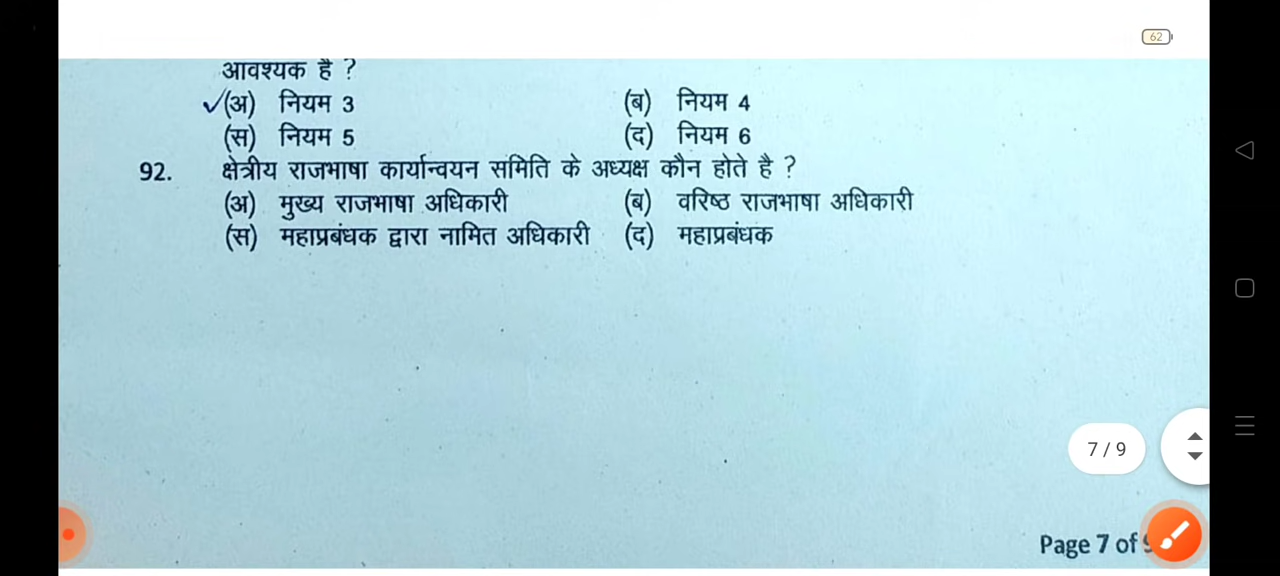 62
आवश्यक है ?
✓(अ) नियम 3 (ब) नियम 4
(स) नियम 5 (द) नियम 6
92. क्षेत्रीय राजभाषा कार्यान्वयन समिति के अध्यक्ष कौन होते है ?
(अ) मुख्य राजभाषा अधिकारी (ब) वरिष्ठ राजभाषा अधिकारी
(स) महाप्रबंधक द्वारा नामित अधिकारी (द) महाप्रबंधक
7 / 9
Page 7 of